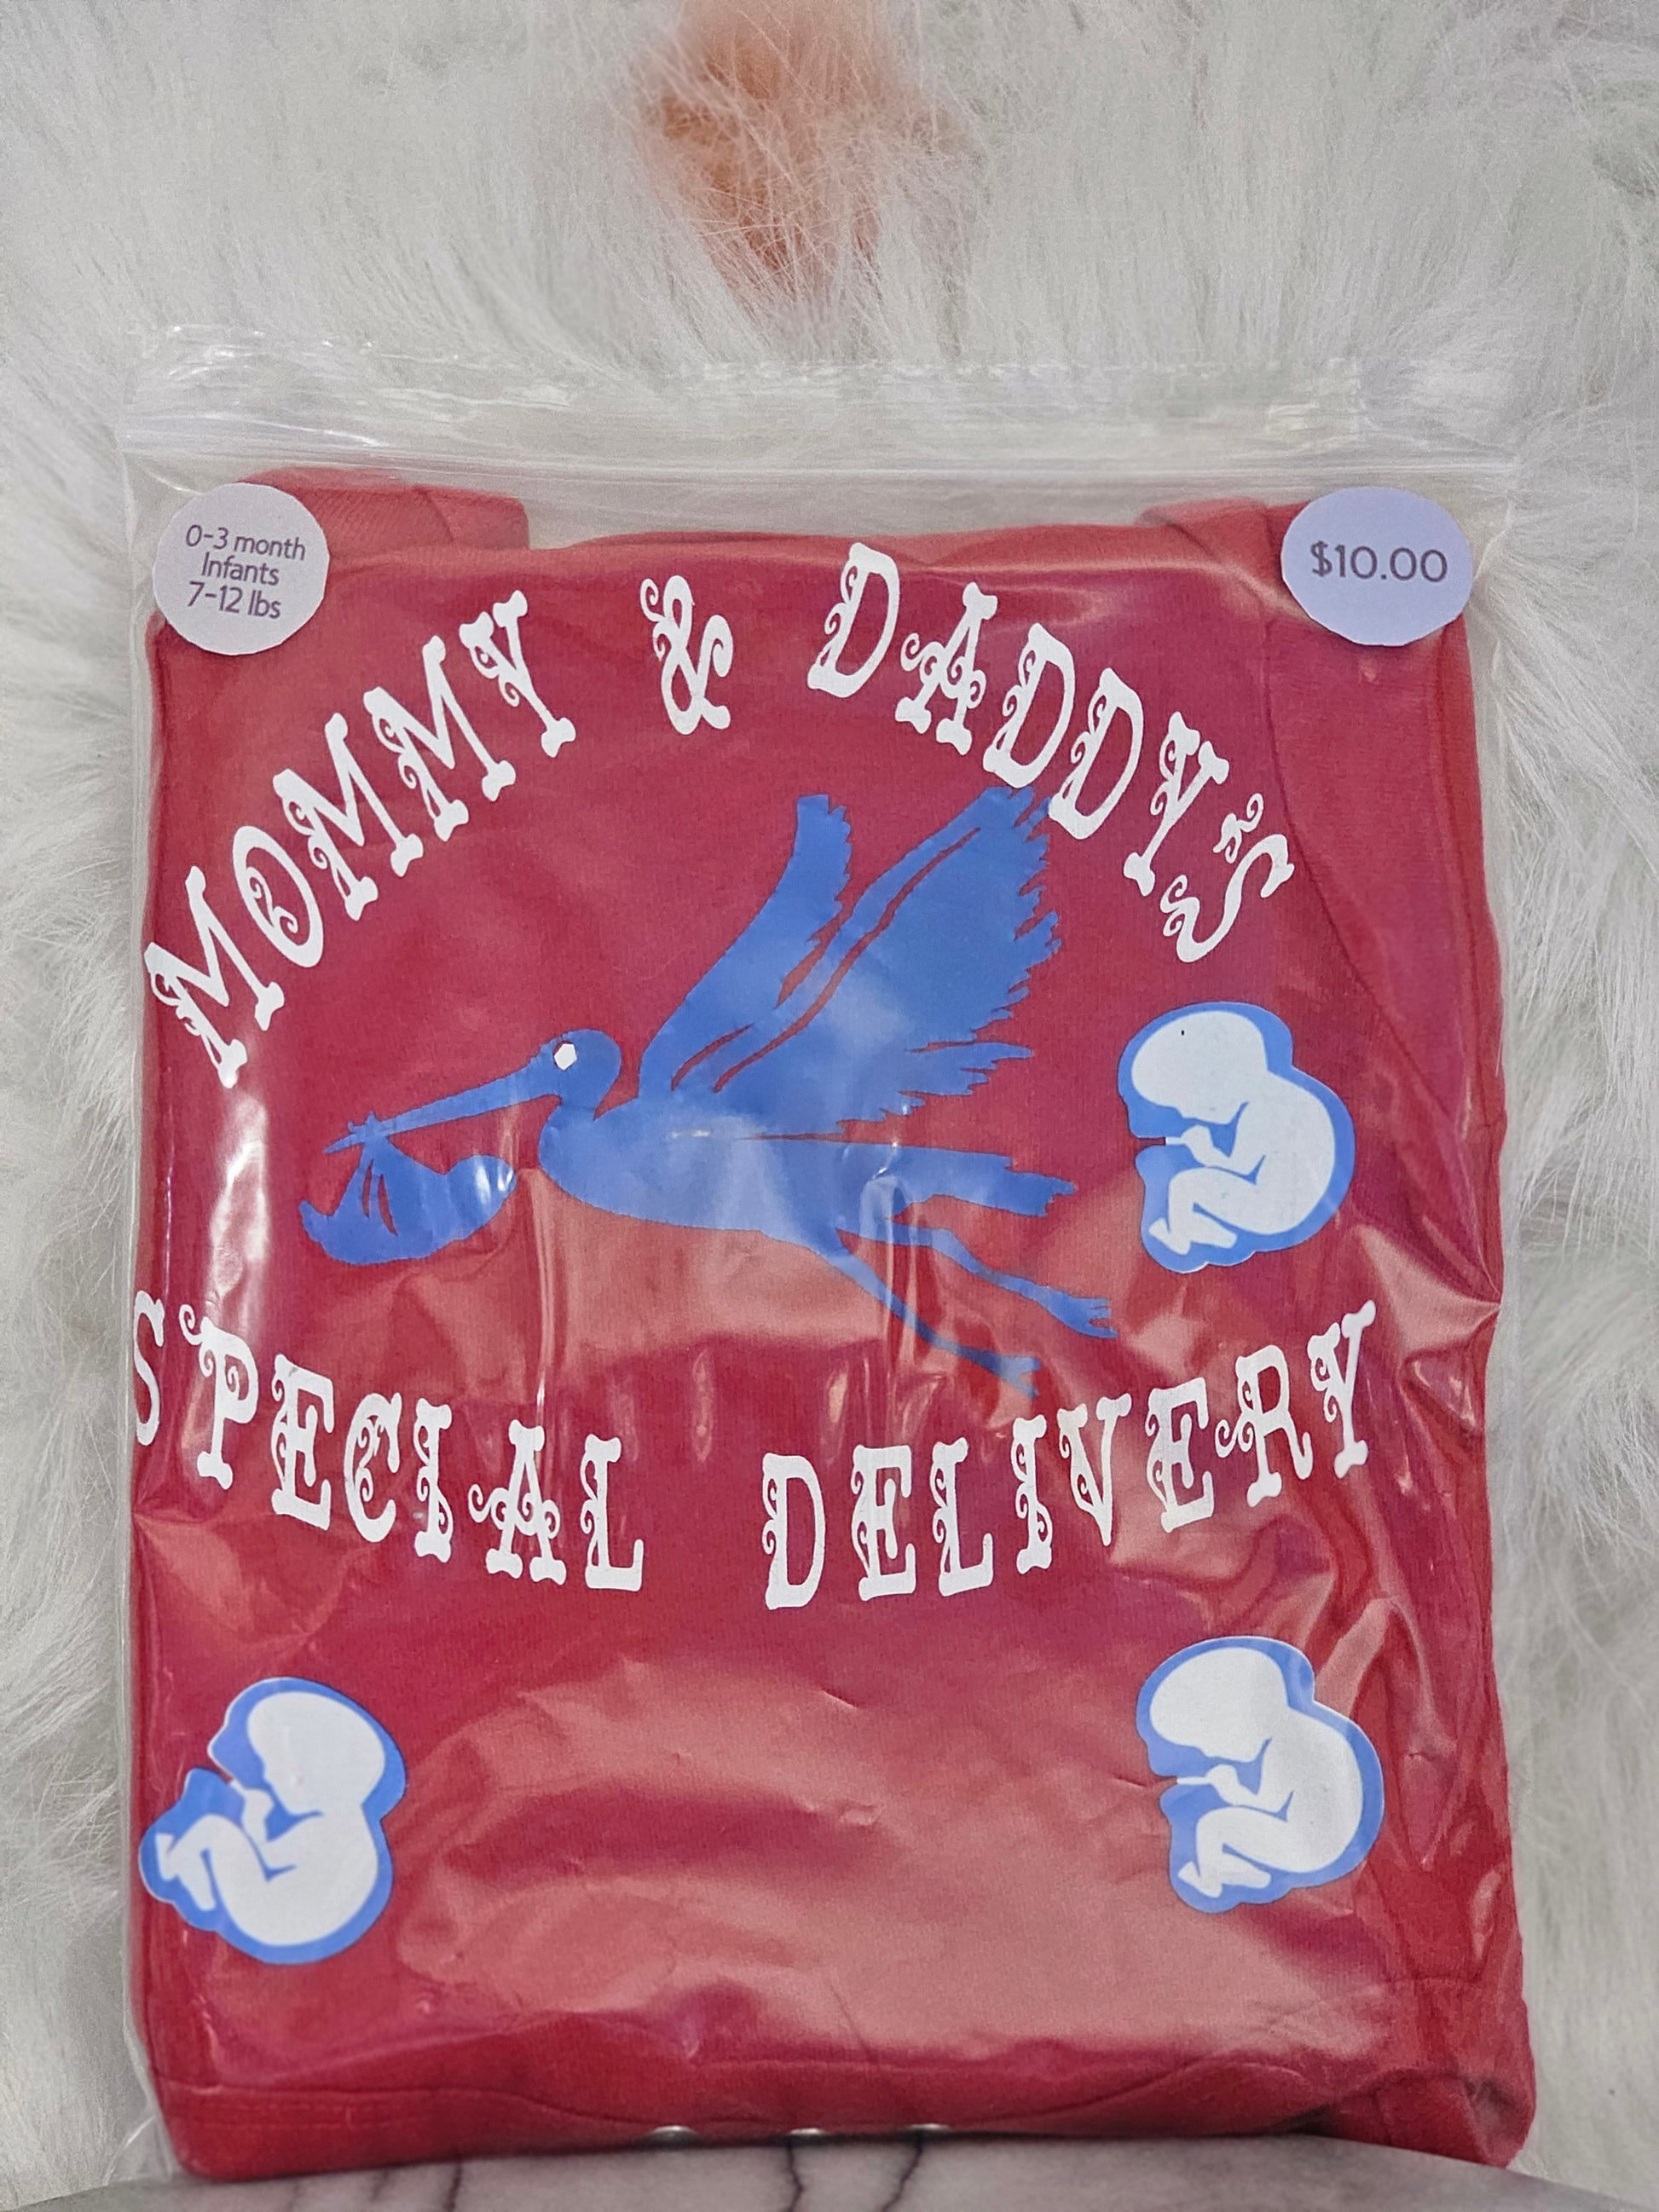 0-3 month
Infants
7-12 lbs
$10.00
MOMMY & DADDY'S
SPECIAL DELIVERY